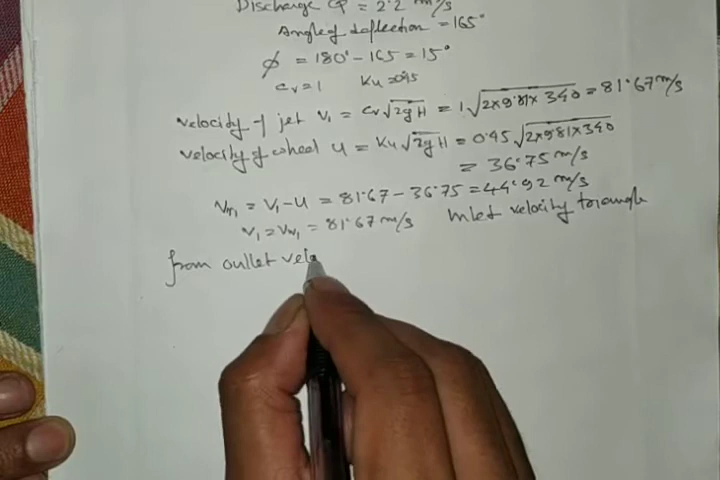 Discharge Q = 2.2 m³/s
Angle of deflection = 165°
φ = 180° - 165 = 15°
Cv = 1 Ku = 0.45
velocity of jet V₁ = Cv √2gH = 1 √2×9.81×340 = 81.67 m/s
velocity of wheel u = Ku √2gH = 0.45 √2×9.81×340
= 36.75 m/s
Vr₁ = V₁ - u = 81.67 - 36.75 = 44.92 m/s
V₁ = Vw₁ = 81.67 m/s Inlet velocity triangle
from outlet velo